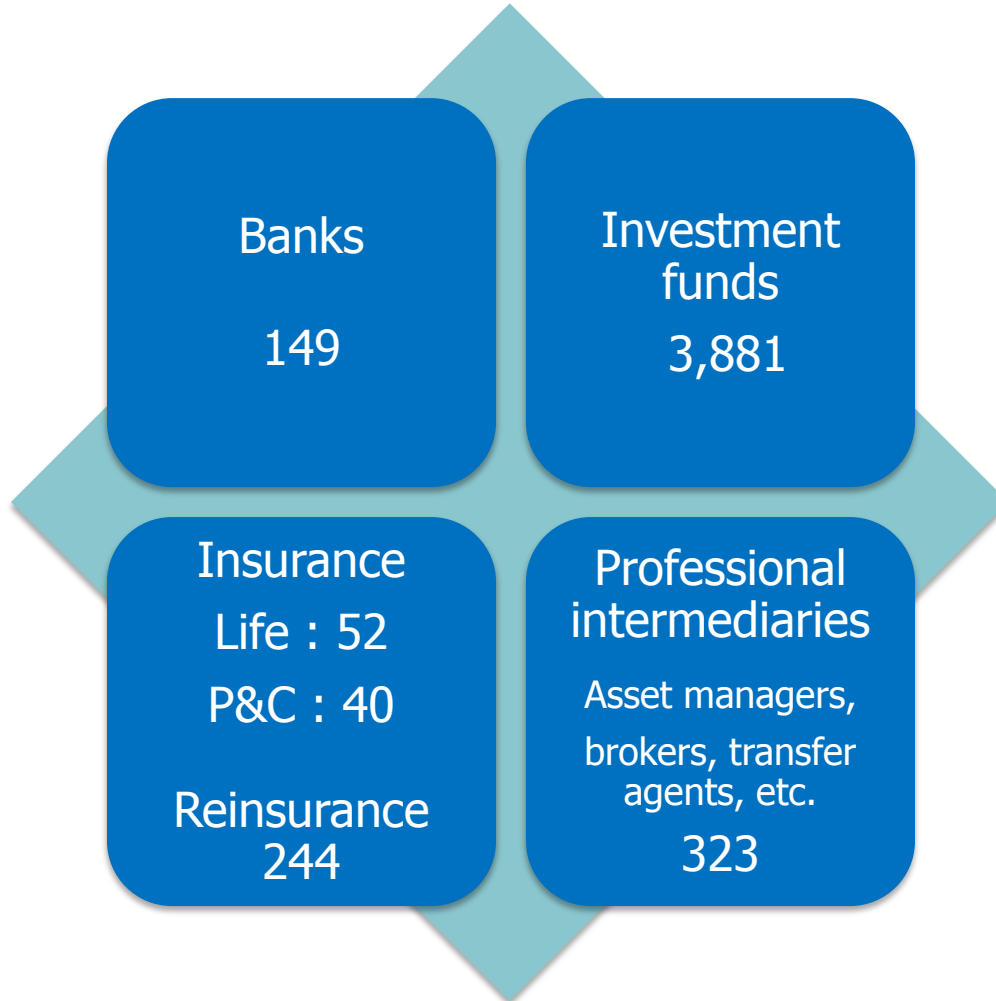 Banks
149
Investment
funds
3,881
Insurance
Life : 52
P&C : 40
Reinsurance
244
Professional
intermediaries
Asset managers,
brokers, transfer
agents, etc.
323